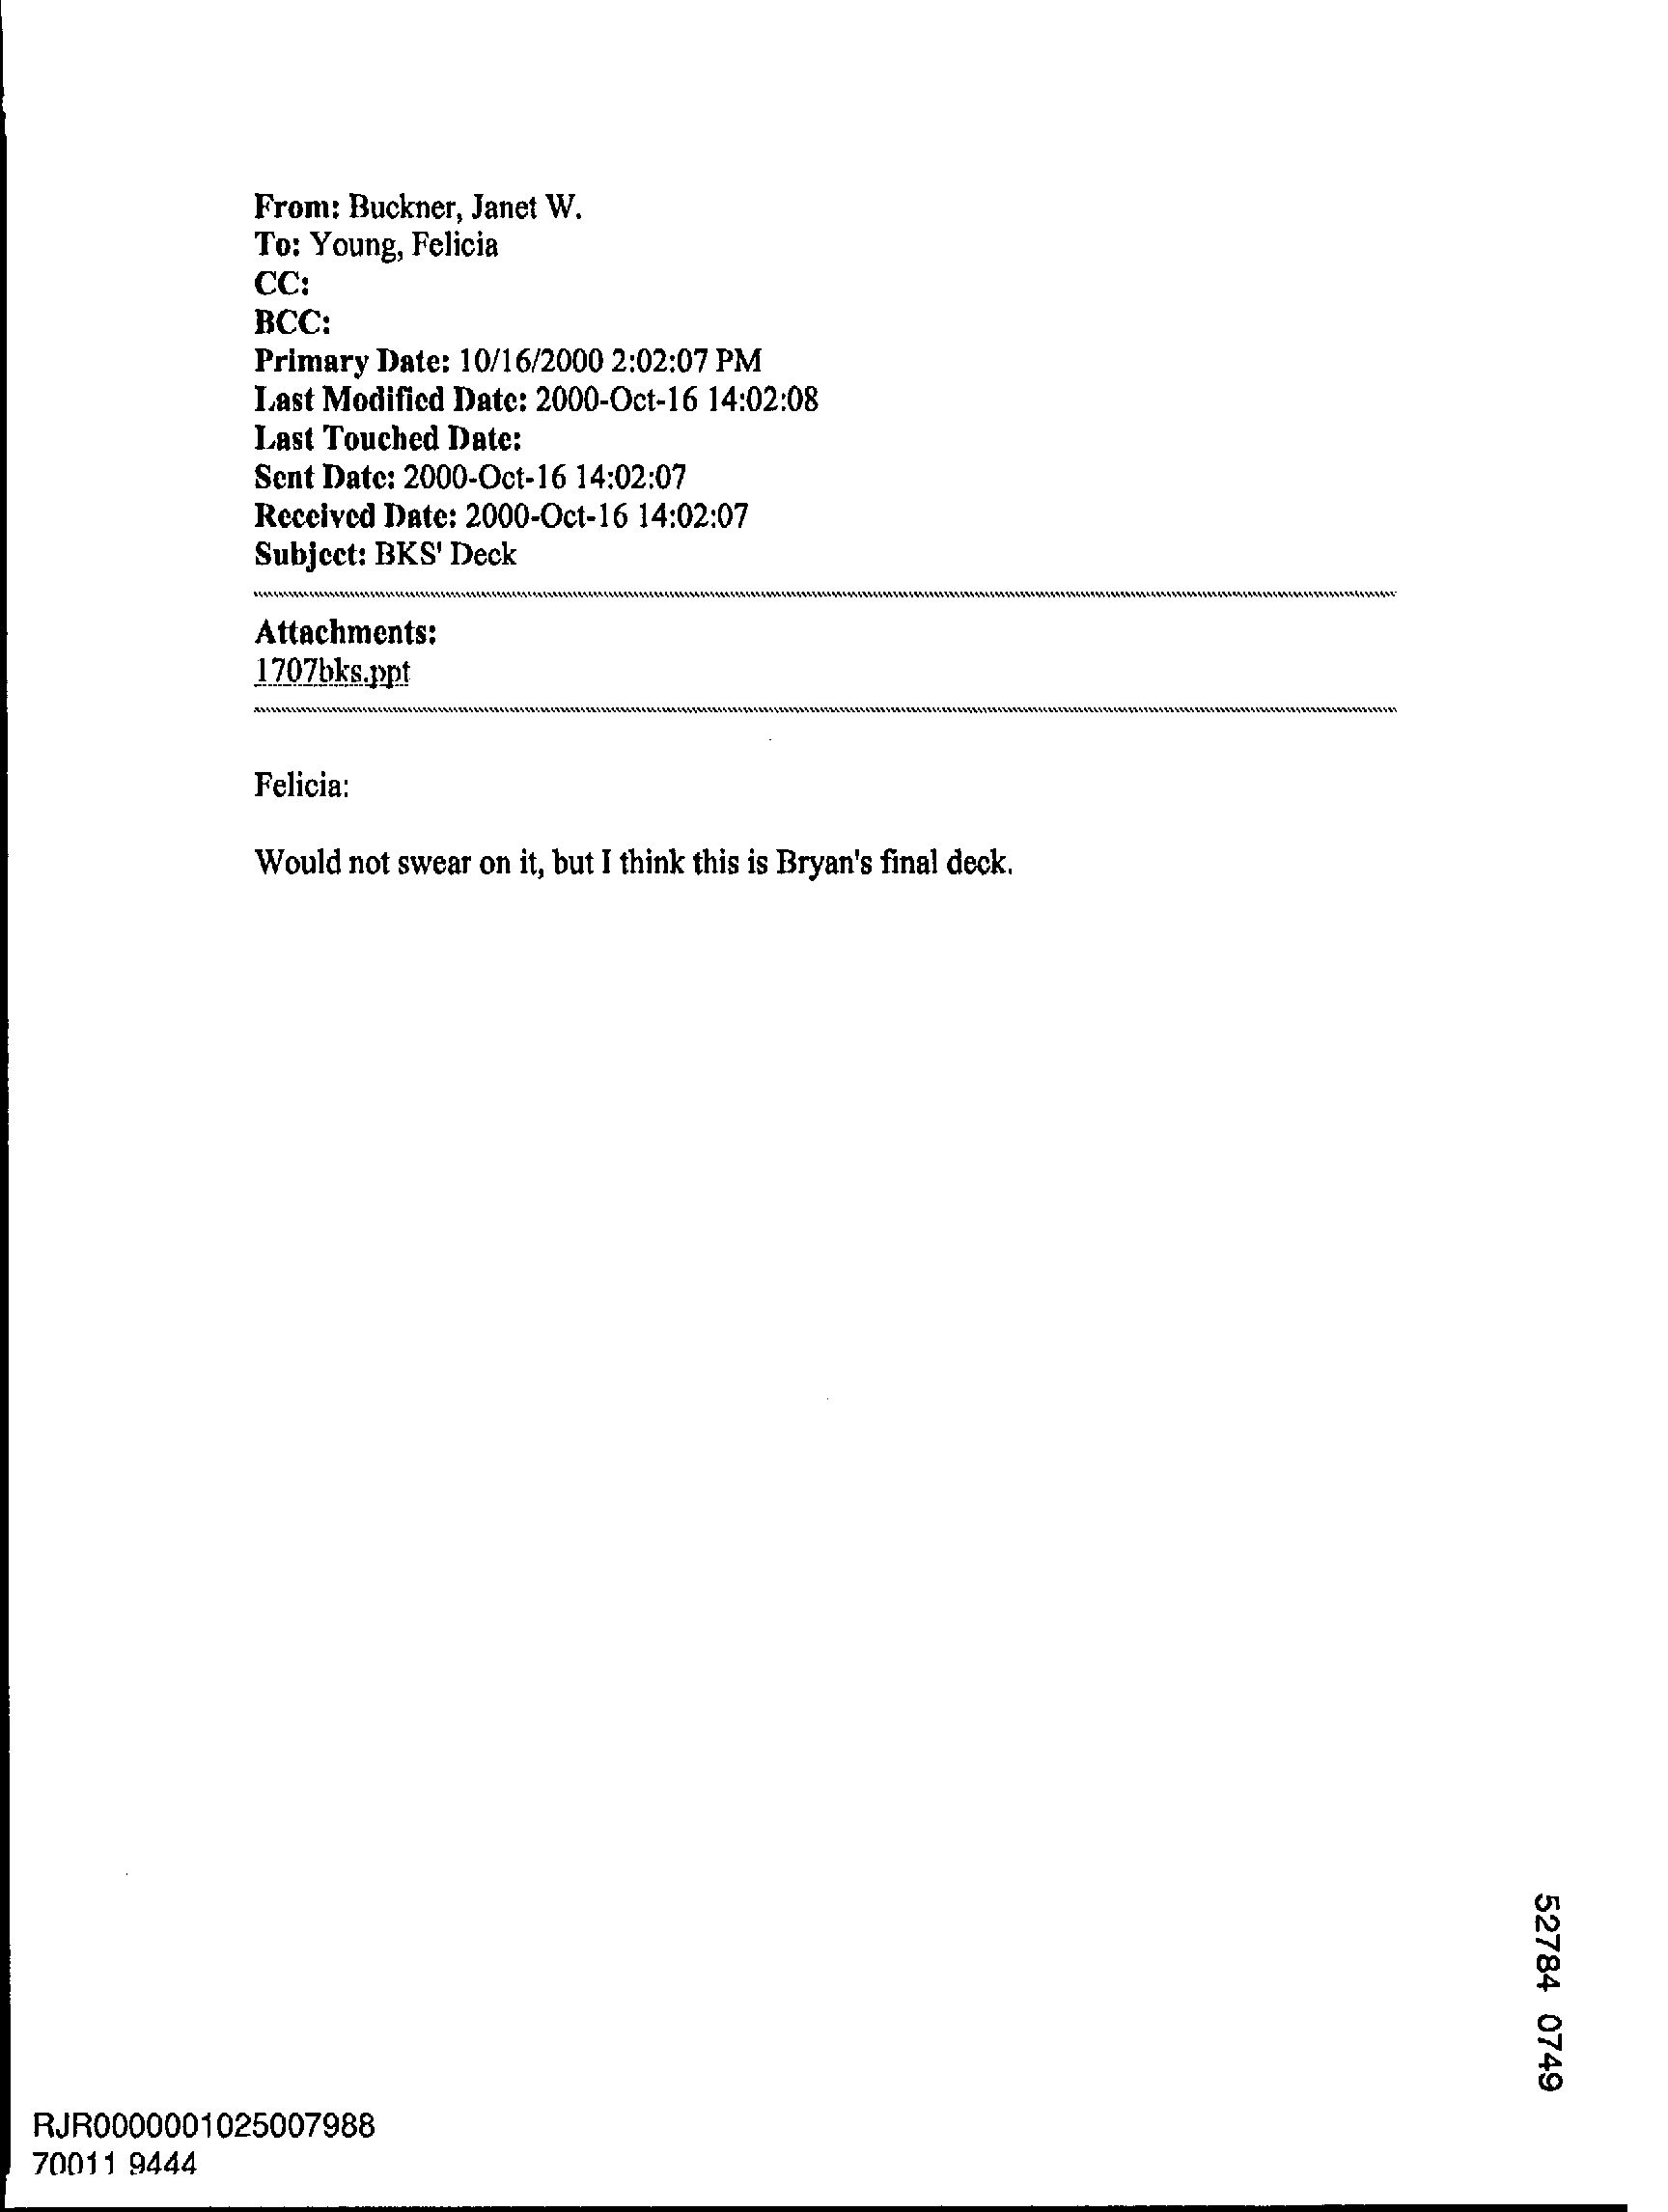 From: Buckner, Janet W.
To: Young, Felicia
CC:
BCC:
Primary Date: 10/16/2000 2:02:07 PM
Last Modified Date: 2000-Oct-16 14:02:08
Last Touched Date:
Sent Date: 2000-Oct-16 14:02:07
Received Date: 2000-Oct-16 14:02:07
Subject: BKS' Deck
Attachments:
1707bks.ppt
Felicia:
Would not swear on it, but I think this is Bryan's final deck.
52784 0749
RJR0000001025007988
70011 9444